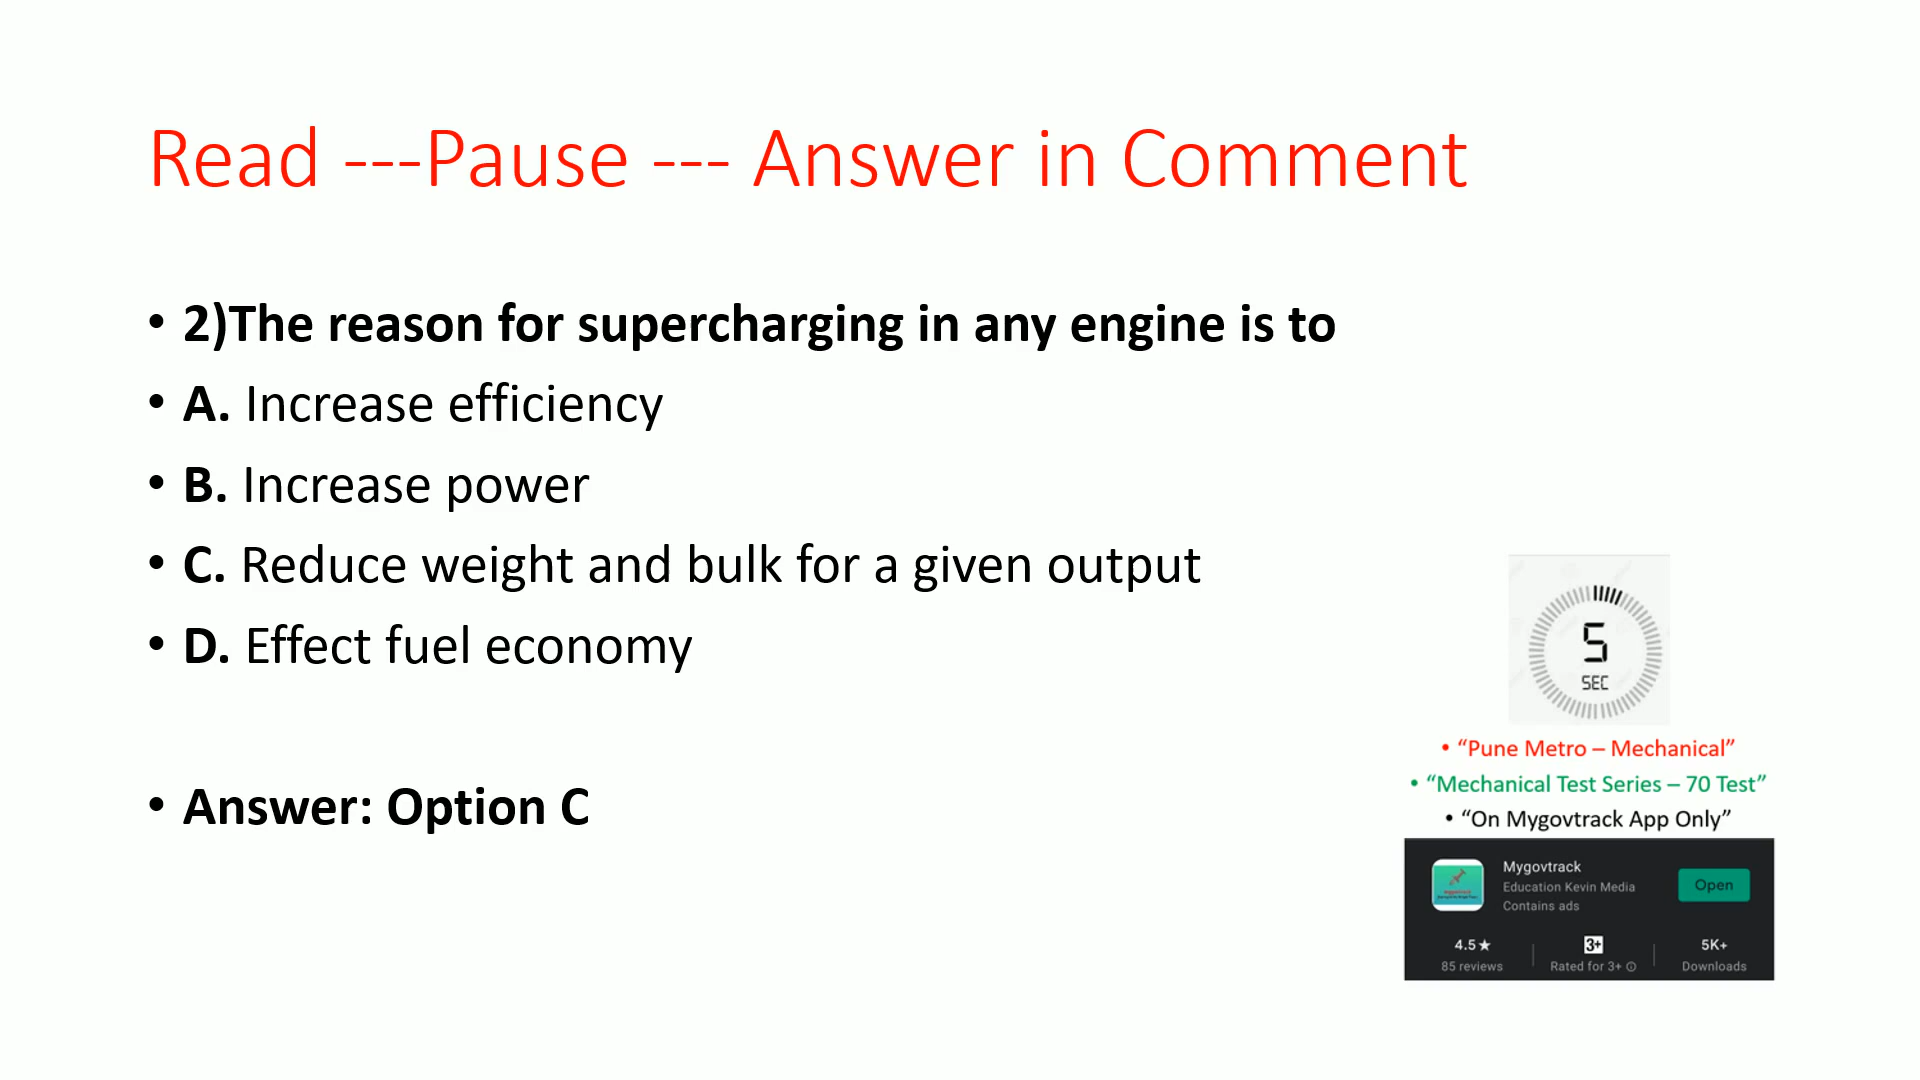 Read ---Pause --- Answer in Comment
• 2)The reason for supercharging in any engine is to
• A. Increase efficiency
• B. Increase power
• C. Reduce weight and bulk for a given output
• D. Effect fuel economy
• Answer: Option C
5
SEC
• “Pune Metro – Mechanical”
• “Mechanical Test Series – 70 Test”
• “On Mygovtrack App Only”
Mygovtrack
Education Kevin Media
Contains ads
Open
4.5★ 3+ 5K+
85 reviews Rated for 3+ Downloads